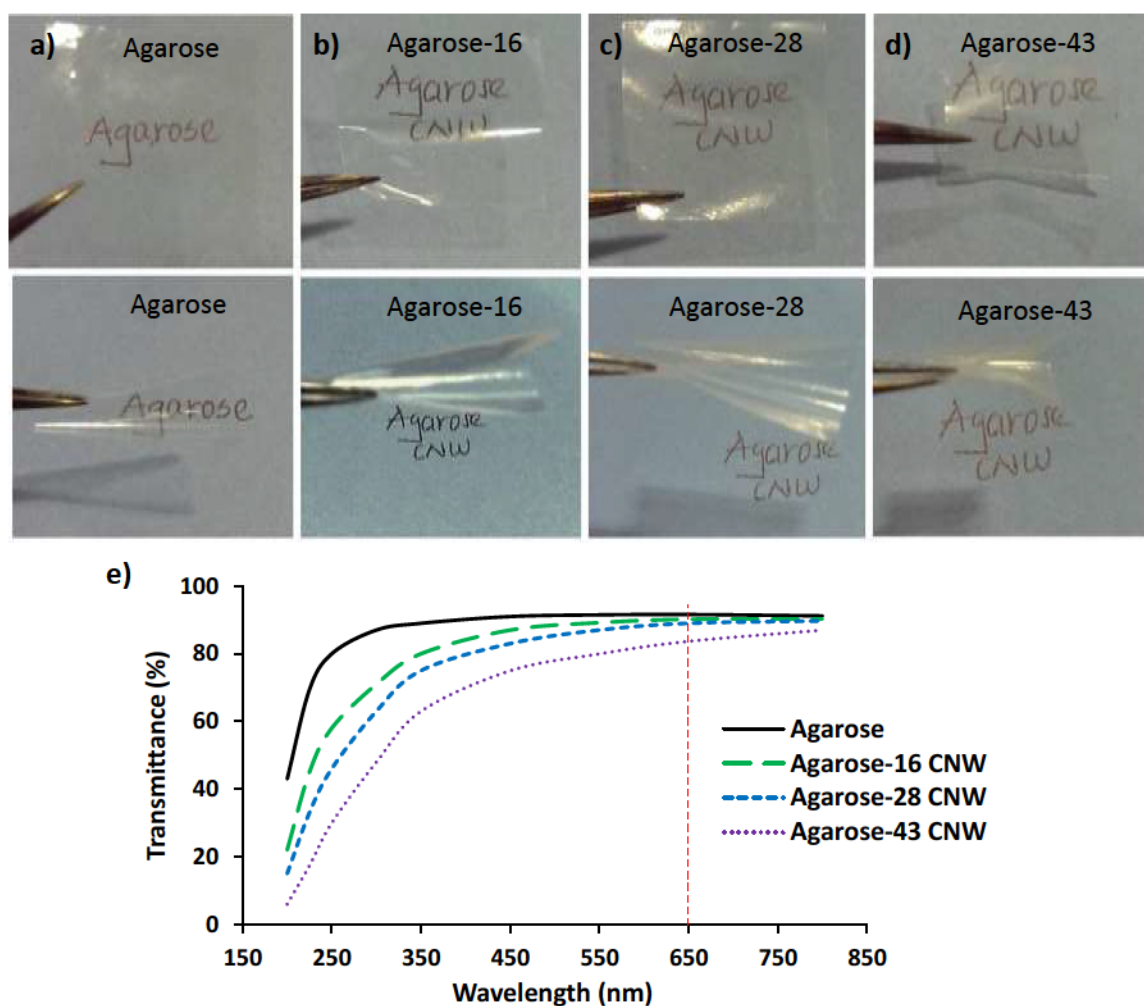 a) Agarose
Agarose
b) Agarose-16
Agarose
CNW
c) Agarose-28
Agarose
CNW
d) Agarose-43
Agarose
CNW
Agarose
Agarose
Agarose-16
Agarose
CNW
Agarose-28
Agarose
CNW
Agarose-43
Agarose
CNW
e)
Transmittance (%)
100
80
60
40
20
0
150 250 350 450 550 650 750 850
Wavelength (nm)
Agarose
Agarose-16 CNW
Agarose-28 CNW
Agarose-43 CNW